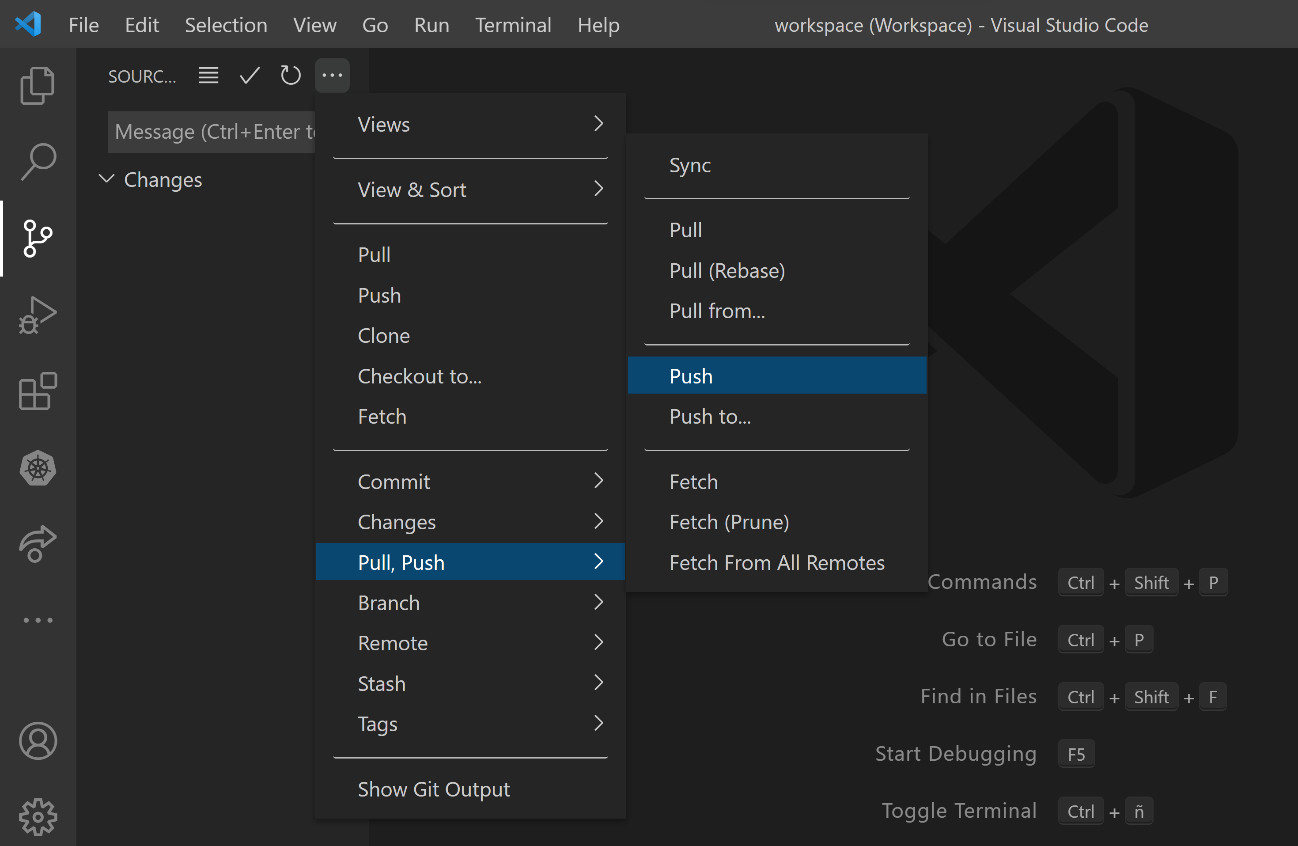 File Edit Selection View Go Run Terminal Help workspace (Workspace) - Visual Studio Code
SOURC...
Message (Ctrl+Enter to
Changes
Views
View & Sort
Pull
Push
Clone
Checkout to...
Fetch
Commit
Changes
Pull, Push
Branch
Remote
Stash
Tags
Show Git Output
Sync
Pull
Pull (Rebase)
Pull from...
Push
Push to...
Fetch
Fetch (Prune)
Fetch From All Remotes
Commands Ctrl + Shift + P
Go to File Ctrl + P
Find in Files Ctrl + Shift + F
Start Debugging F5
Toggle Terminal Ctrl + ñ